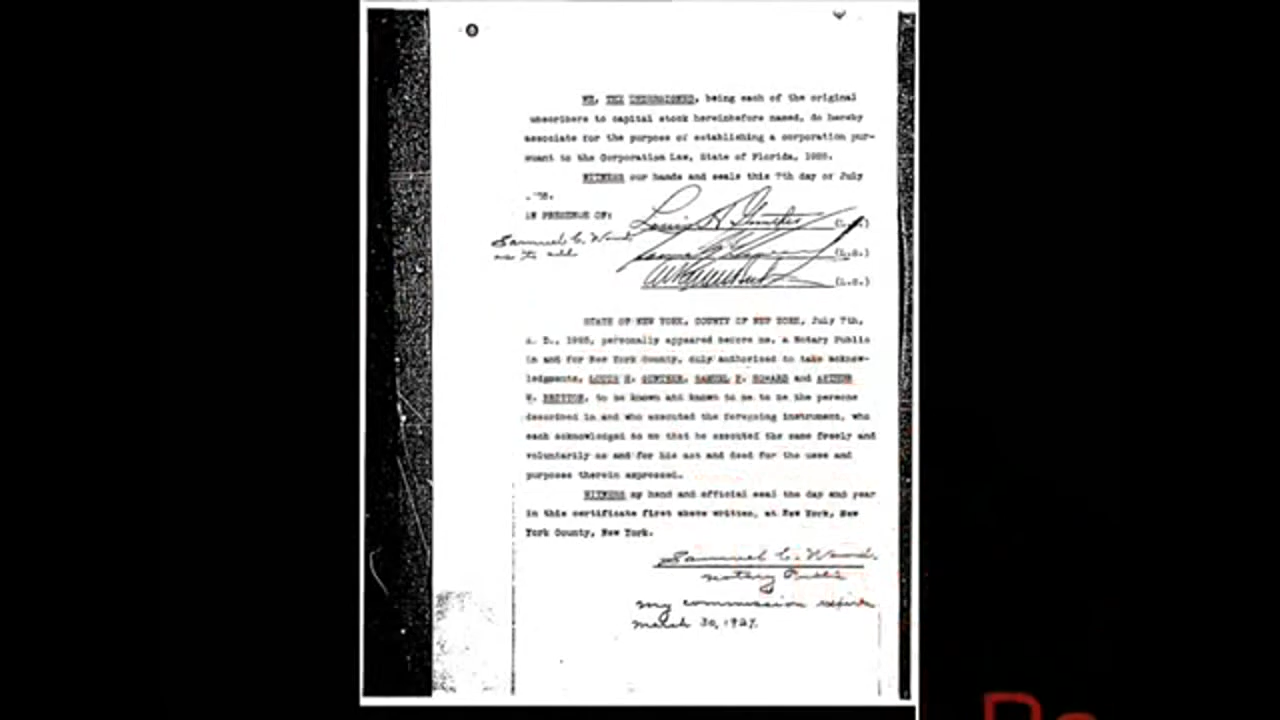 WE, THE UNDERSIGNED, being each of the original
ubscribers to capital stock hereinbefore named, do hereby
associate for the purpose of establishing a corporation pur-
suant to the Corporation Law, State of Florida, 1925.
WITNESS our hands and seals this 7th day of July
IN PRESENCE OF:
Samuel C. Wood
as to all
(L.S.)
(L.S.)
(L.S.)
STATE OF NEW YORK, COUNTY OF NEW YORK, July 7th,
A. D., 1925, personally appeared before me, a Notary Public
in and for New York County, duly authorized to take acknow-
ledgments, LOUIS H. GUNTHER, SAMUEL P. HOWARD and ARTHUR
W. BRITTON, to be known and known to me to be the persons
described in and who executed the foregoing instrument, who
each acknowledged to me that he executed the same freely and
voluntarily as and for his act and deed for the uses and
purposes therein expressed.
WITNESS my hand and official seal the day and year
in this certificate first above written, at New York, New
York County, New York.
Samuel C. Wood.
Notary Public
My commission expires
March 30, 1927.